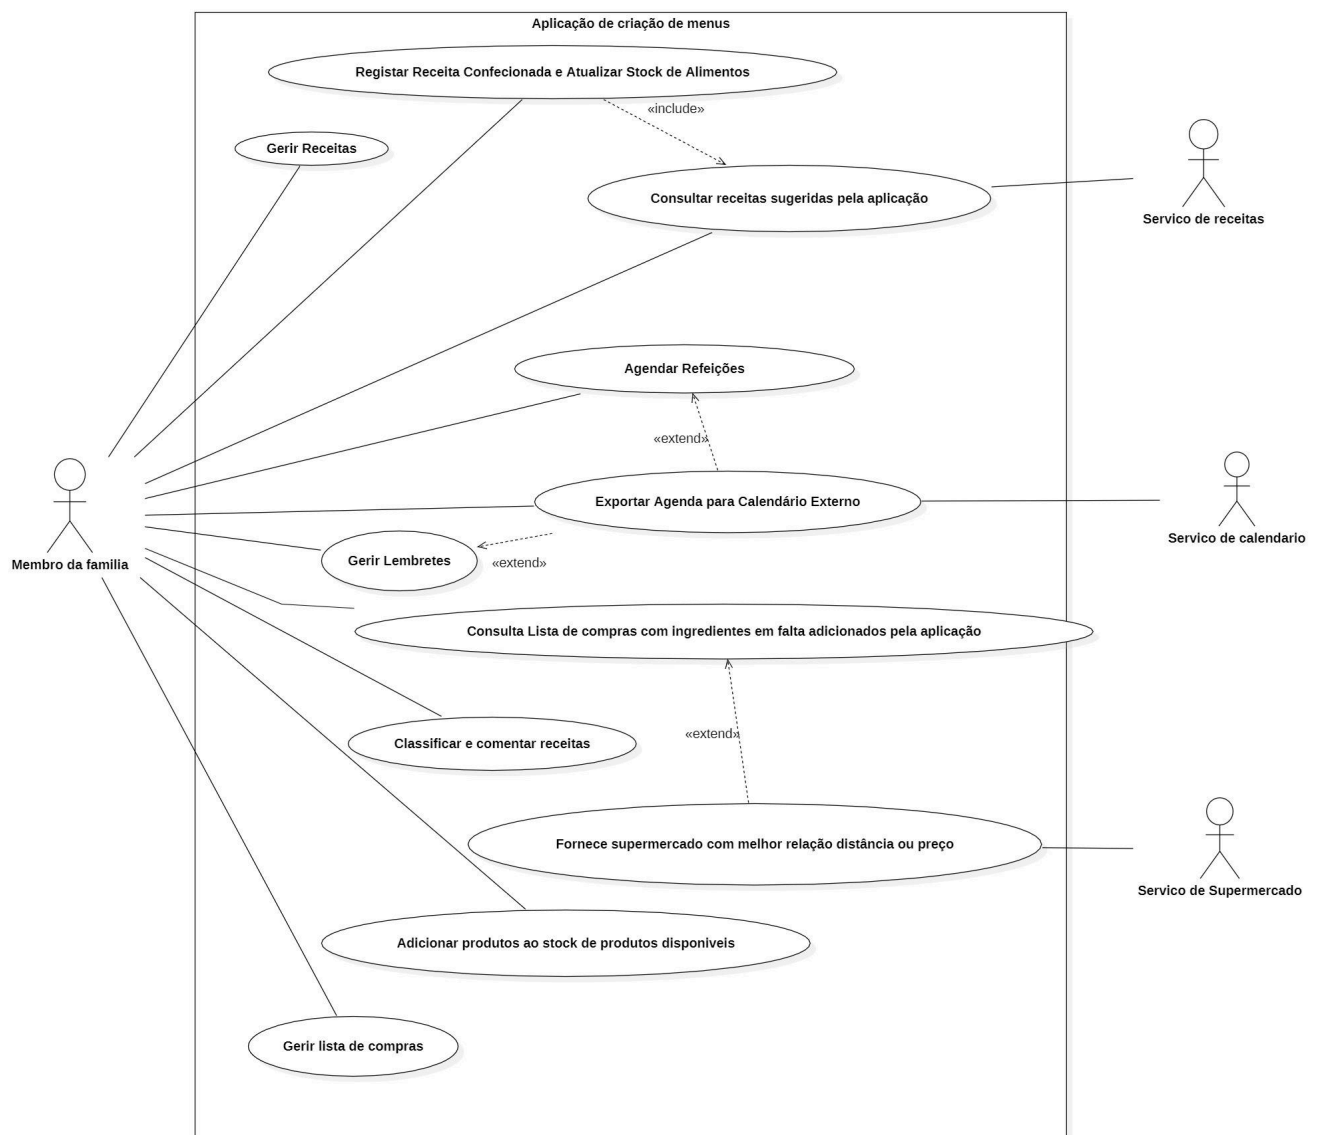 Aplicação de criação de menus
Registar Receita Confecionada e Atualizar Stock de Alimentos
«include»
Gerir Receitas
Consultar receitas sugeridas pela aplicação
Servico de receitas
Agendar Refeições
«extend»
Exportar Agenda para Calendário Externo
Servico de calendario
Membro da familia
Gerir Lembretes
«extend»
Consulta Lista de compras com ingredientes em falta adicionados pela aplicação
«extend»
Classificar e comentar receitas
Fornece supermercado com melhor relação distância ou preço
Servico de Supermercado
Adicionar produtos ao stock de produtos disponiveis
Gerir lista de compras